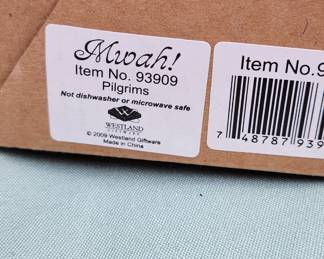 Mwah!
Item No. 93909
Pilgrims
Not dishwasher or microwave safe
WESTLAND
GIFTWARE
© 2009 Westland Giftware
Made in China
Item No.9
7 48787 939